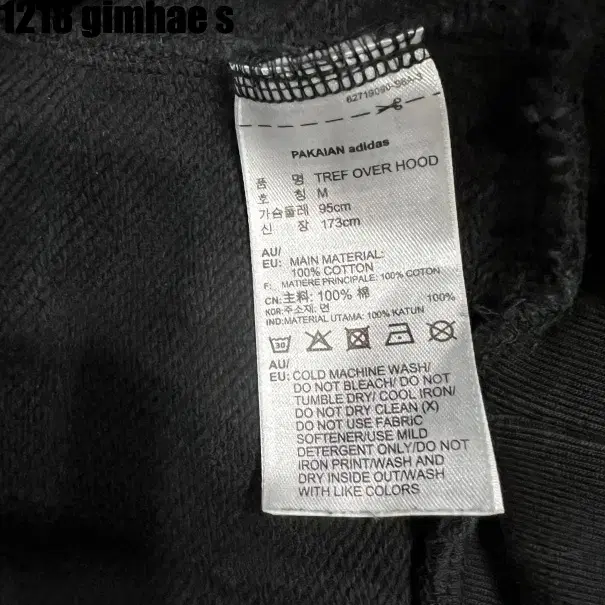 1218 gimhae s
62719090-96A-3
PAKAIAN adidas
품 명 TREF OVER HOOD
호 칭 M
가슴둘레 95cm
신 장 173cm
AU/
EU: MAIN MATERIAL:
100% COTTON
F: MATIERE PRINCIPALE: 100% COTON
CN:主料: 100% 棉
KOR:주소재: 면 100%
IND:MATERIAL UTAMA: 100% KATUN
30
AU/
EU: COLD MACHINE WASH/
DO NOT BLEACH/ DO NOT
TUMBLE DRY/ COOL IRON/
DO NOT DRY CLEAN (X)
DO NOT USE FABRIC
SOFTENER/USE MILD
DETERGENT ONLY/DO NOT
IRON PRINT/WASH AND
DRY INSIDE OUT/WASH
WITH LIKE COLORS